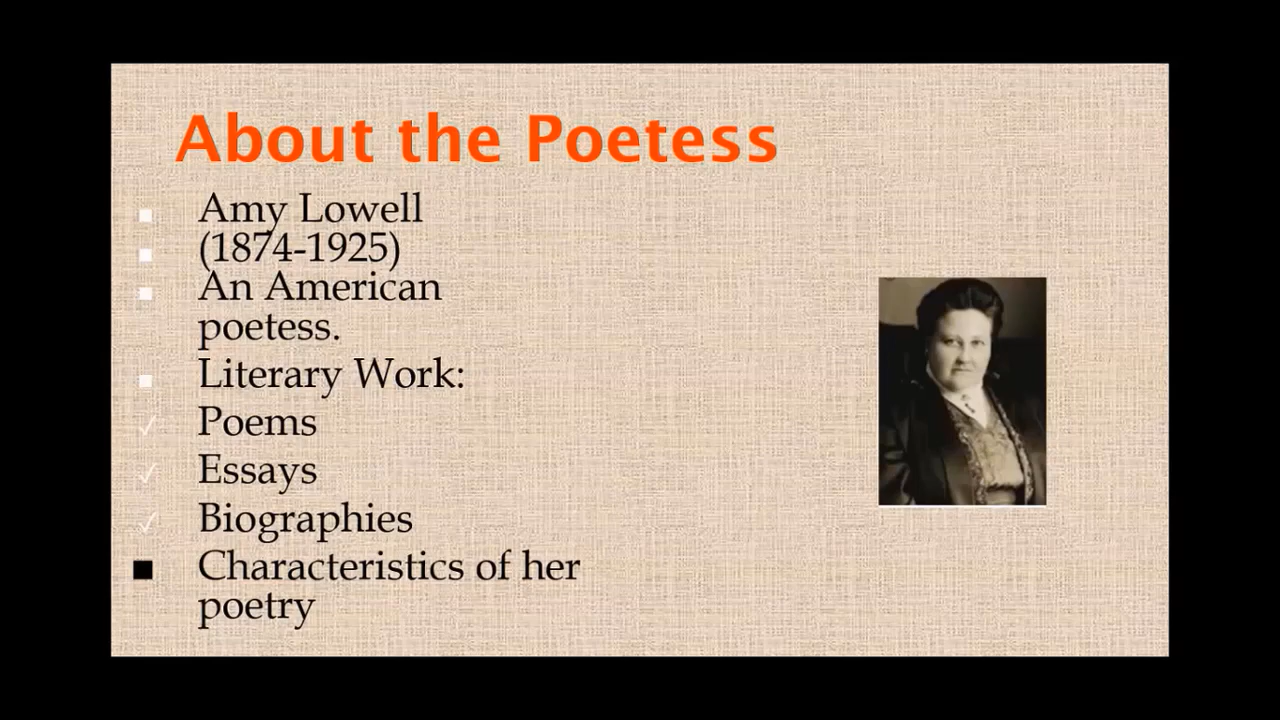 About the Poetess
Amy Lowell
(1874-1925)
An American
poetess.
Literary Work:
Poems
Essays
Biographies
Characteristics of her
poetry